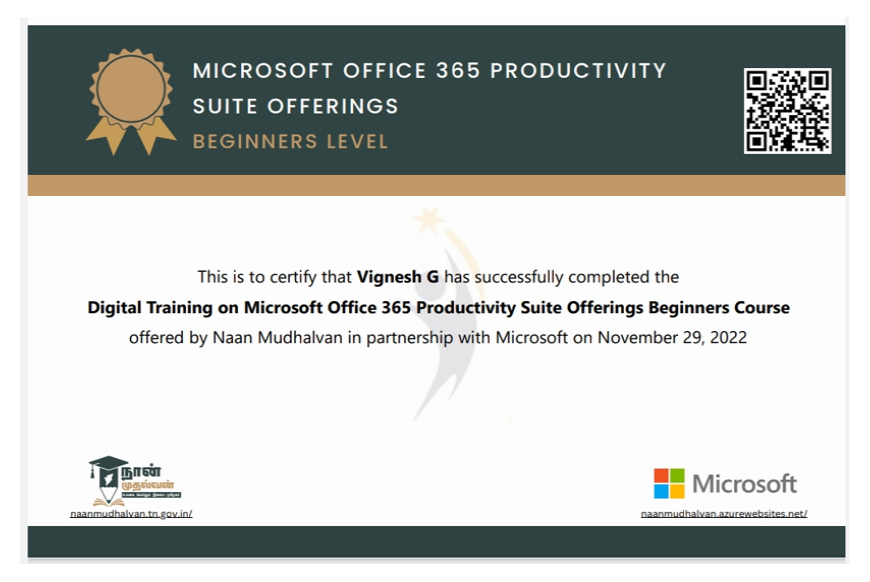 MICROSOFT OFFICE 365 PRODUCTIVITY
SUITE OFFERINGS
BEGINNERS LEVEL
This is to certify that Vignesh G has successfully completed the
Digital Training on Microsoft Office 365 Productivity Suite Offerings Beginners Course
offered by Naan Mudhalvan in partnership with Microsoft on November 29, 2022
நான்
முதல்வன்
naanmudhalvan.tn.gov.in/
Microsoft
naanmudhalvan.azurewebsites.net/